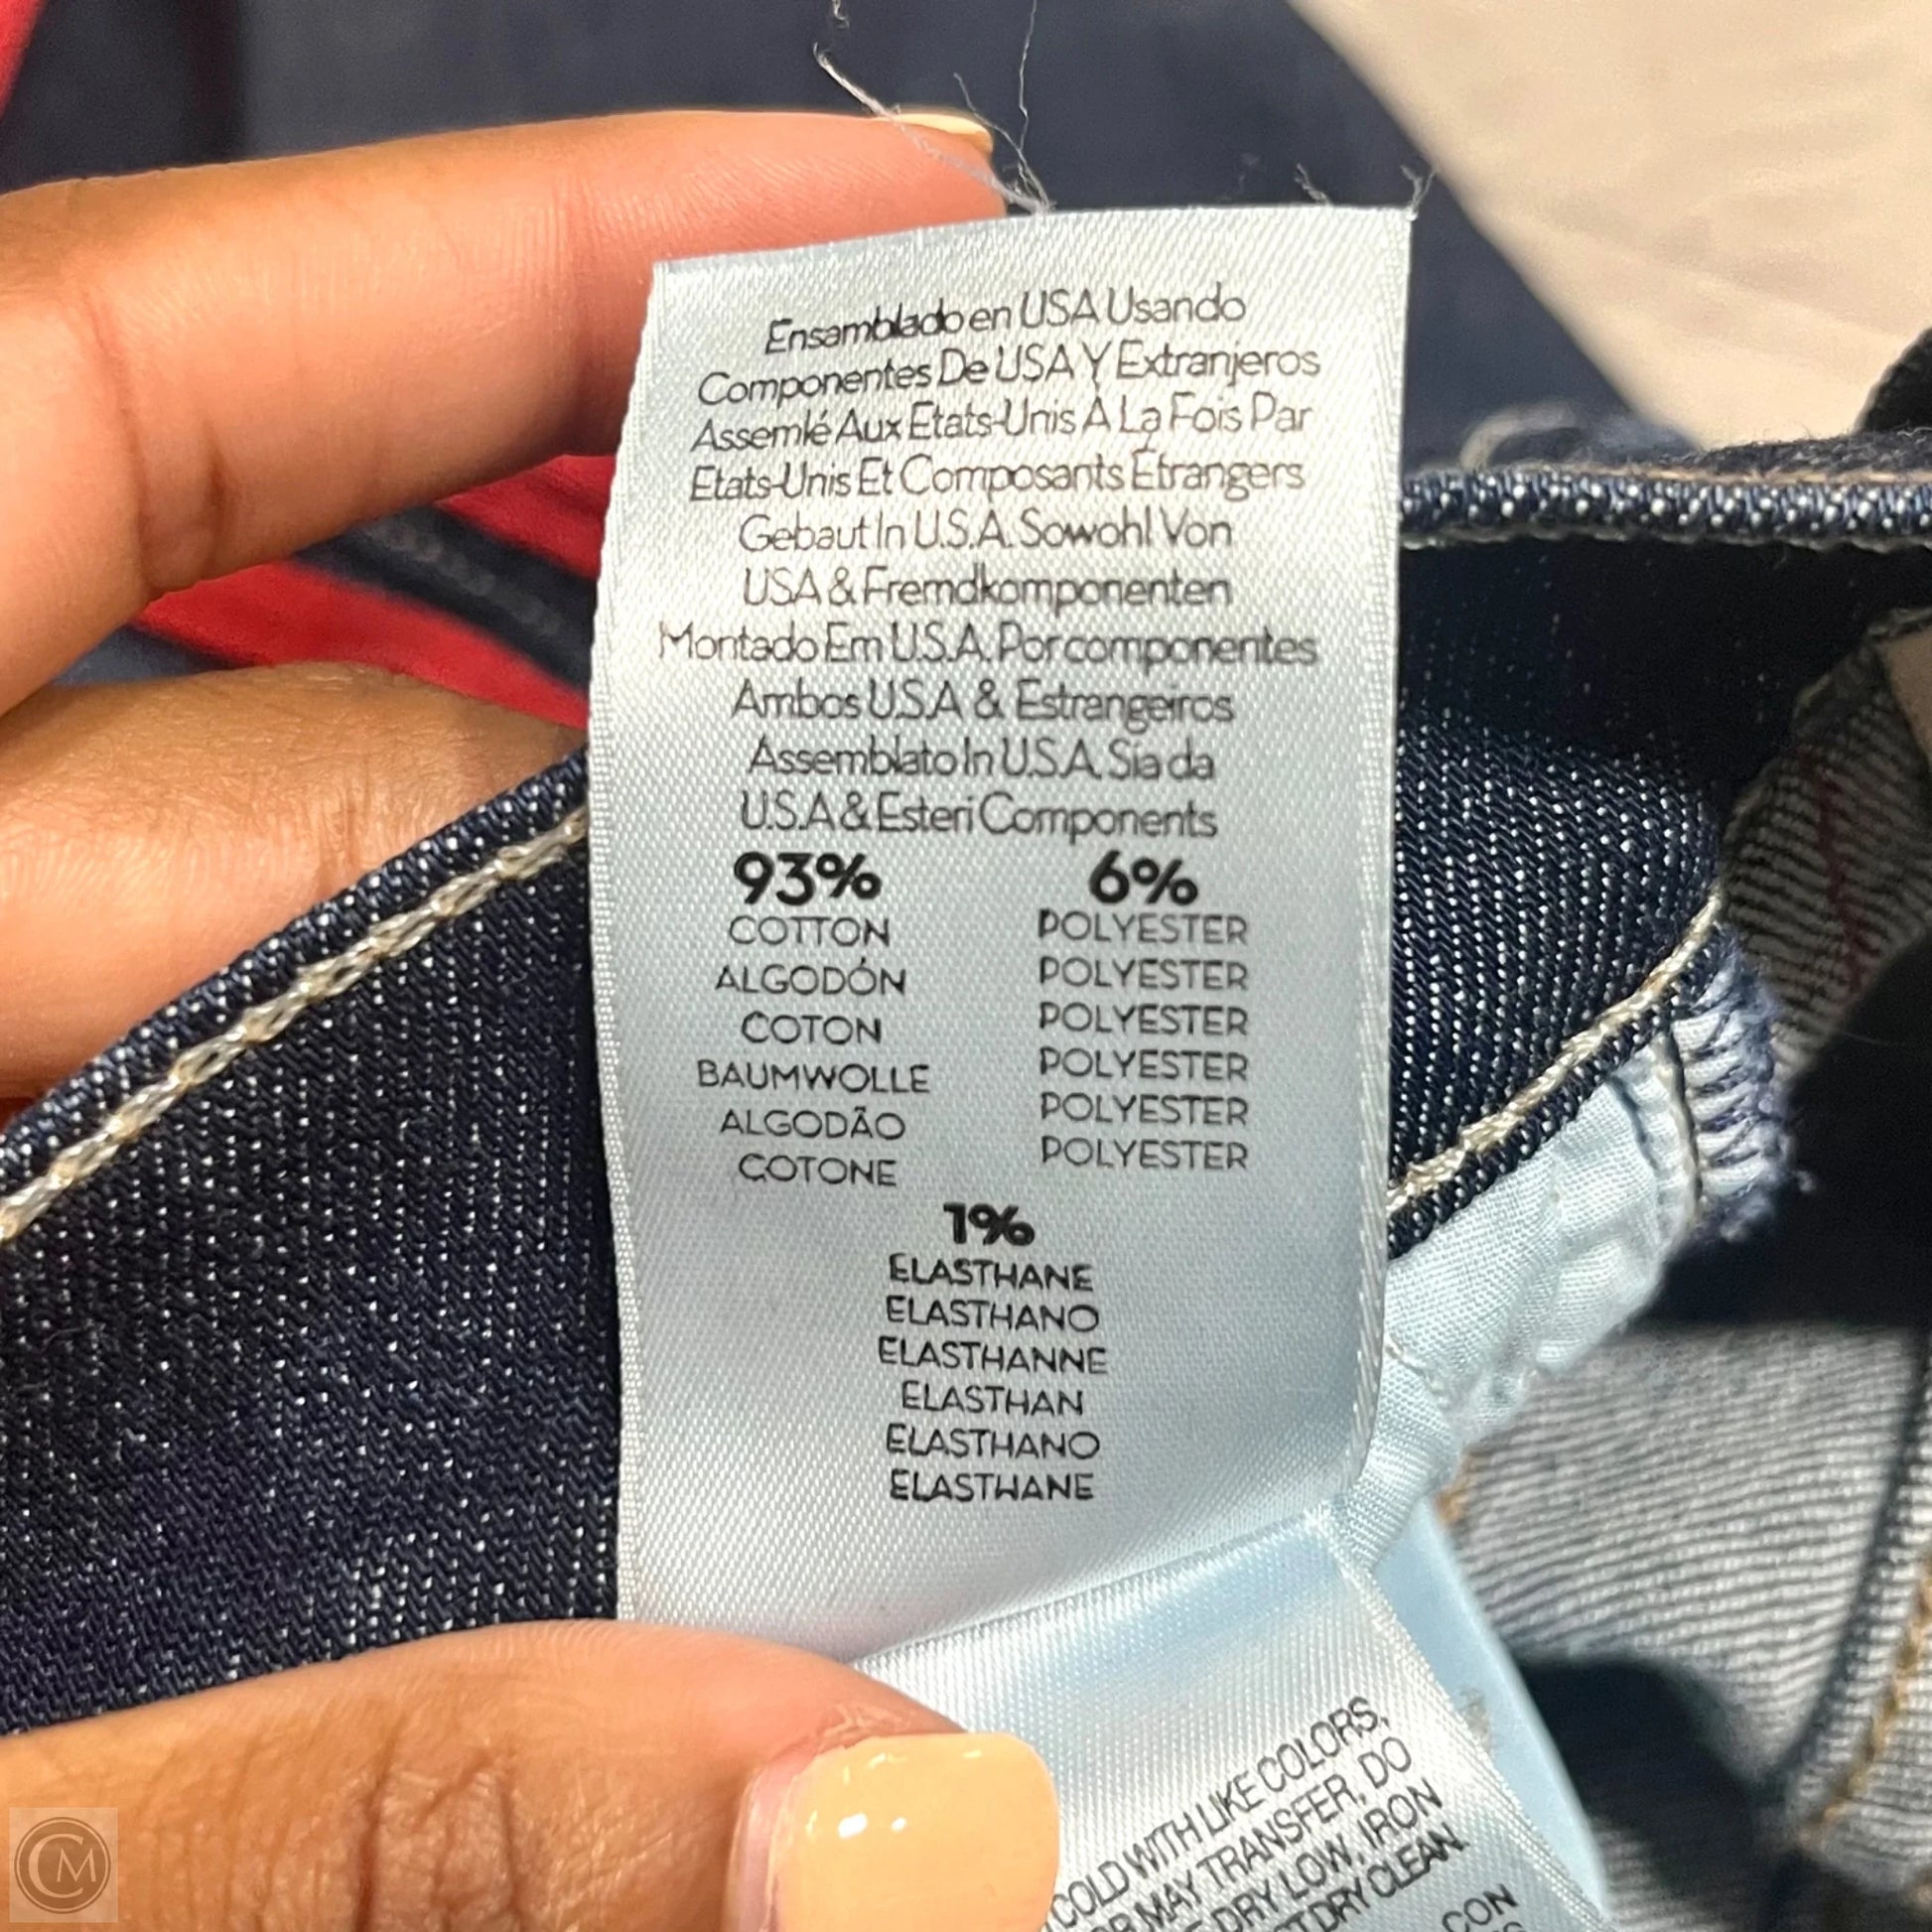 Ensamblado en USA Usando
Componentes De USA Y Extranjeros
Assemlé Aux Etats-Unis À La Fois Par
Etats-Unis Et Composants Étrangers
Gebaut In U.S.A. Sowohl Von
USA & Fremdkomponenten
Montado Em U.S.A. Por componentes
Ambos U.S.A & Estrangeiros
Assemblato In U.S.A. Sia da
U.S.A & Esteri Components
93% 6%
COTTON POLYESTER
ALGODÓN POLYESTER
COTON POLYESTER
BAUMWOLLE POLYESTER
ALGODÃO POLYESTER
COTONE POLYESTER
1%
ELASTHANE
ELASTHANO
ELASTHANNE
ELASTHAN
ELASTHANO
ELASTHANE
COLD WITH LIKE COLORS,
MAY TRANSFER, DO
DRY LOW, IRON
DRY CLEAN
CON
CM